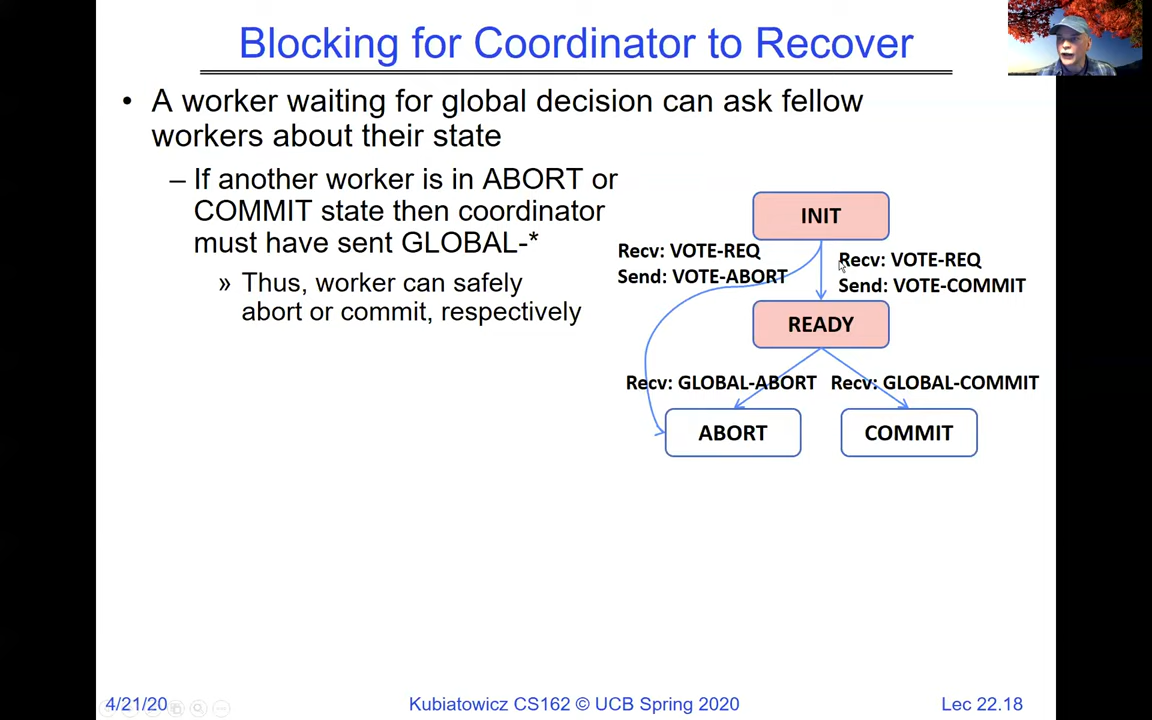 Blocking for Coordinator to Recover
• A worker waiting for global decision can ask fellow
workers about their state
– If another worker is in ABORT or
COMMIT state then coordinator
must have sent GLOBAL-*
» Thus, worker can safely
abort or commit, respectively
INIT
Recv: VOTE-REQ
Send: VOTE-ABORT
Recv: VOTE-REQ
Send: VOTE-COMMIT
READY
Recv: GLOBAL-ABORT
Recv: GLOBAL-COMMIT
ABORT
COMMIT
4/21/20
Kubiatowicz CS162 © UCB Spring 2020
Lec 22.18